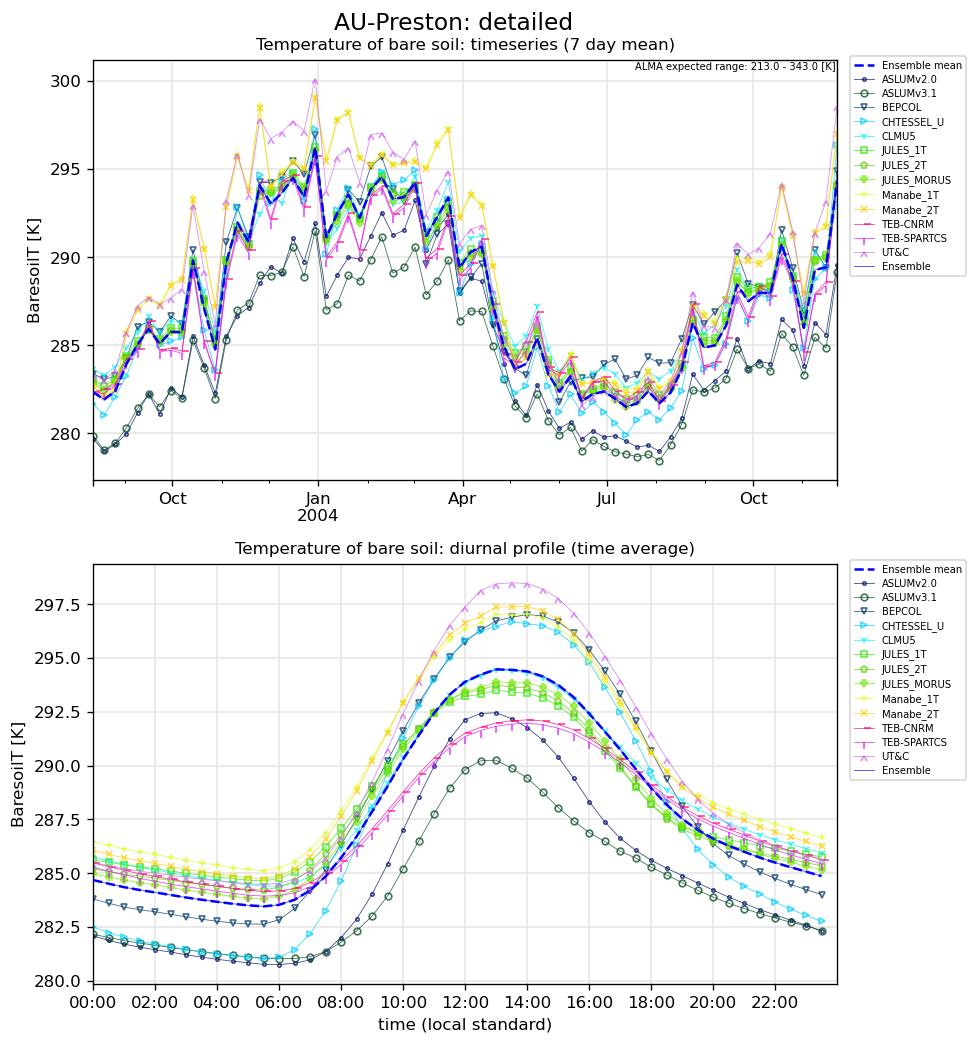 AU-Preston: detailed
Temperature of bare soil: timeseries (7 day mean)
ALMA expected range: 213.0 - 343.0 [K]
BaresoilT [K]
300
295
290
285
280
Oct
Jan
2004
Apr
Jul
Oct
Ensemble mean
ASLUMv2.0
ASLUMv3.1
BEPCOL
CHTESSEL_U
CLMU5
JULES_1T
JULES_2T
JULES_MORUS
Manabe_1T
Manabe_2T
TEB-CNRM
TEB-SPARTCS
UT&C
Ensemble
Temperature of bare soil: diurnal profile (time average)
BaresoilT [K]
297.5
295.0
292.5
290.0
287.5
285.0
282.5
280.0
00:00
02:00
04:00
06:00
08:00
10:00
12:00
14:00
16:00
18:00
20:00
22:00
time (local standard)
Ensemble mean
ASLUMv2.0
ASLUMv3.1
BEPCOL
CHTESSEL_U
CLMU5
JULES_1T
JULES_2T
JULES_MORUS
Manabe_1T
Manabe_2T
TEB-CNRM
TEB-SPARTCS
UT&C
Ensemble